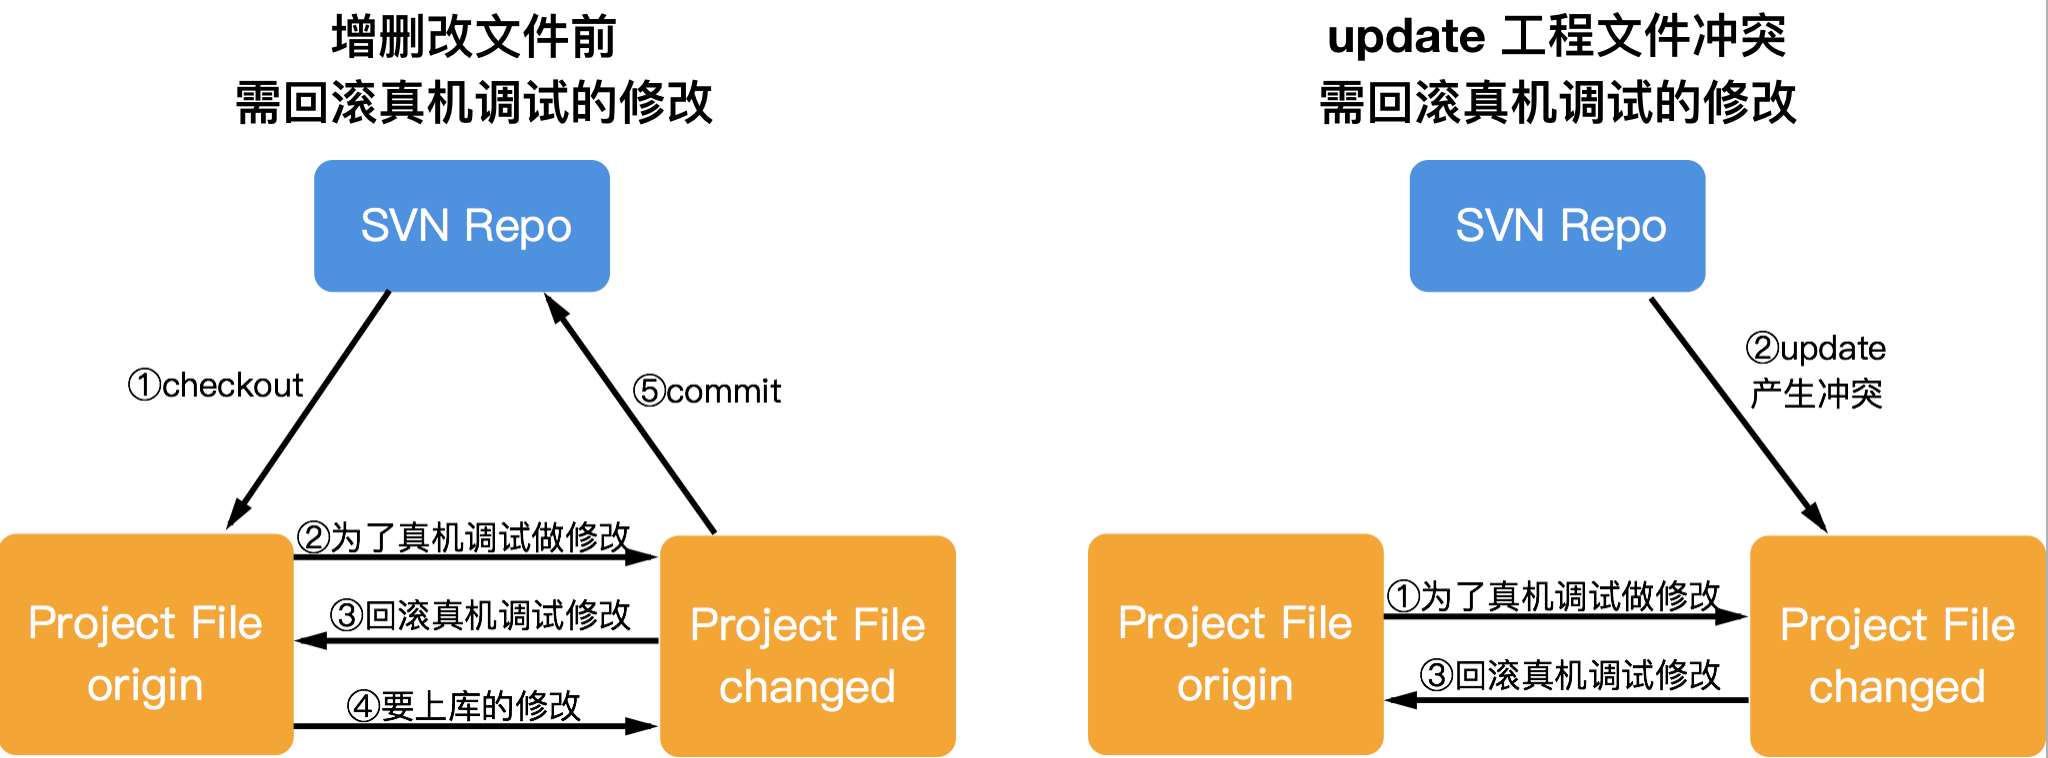 增删改文件前
需回滚真机调试的修改
SVN Repo
①checkout
⑤commit
②为了真机调试做修改
③回滚真机调试修改
④要上库的修改
Project File
origin
Project File
changed
update 工程文件冲突
需回滚真机调试的修改
SVN Repo
②update
产生冲突
①为了真机调试做修改
③回滚真机调试修改
Project File
origin
Project File
changed